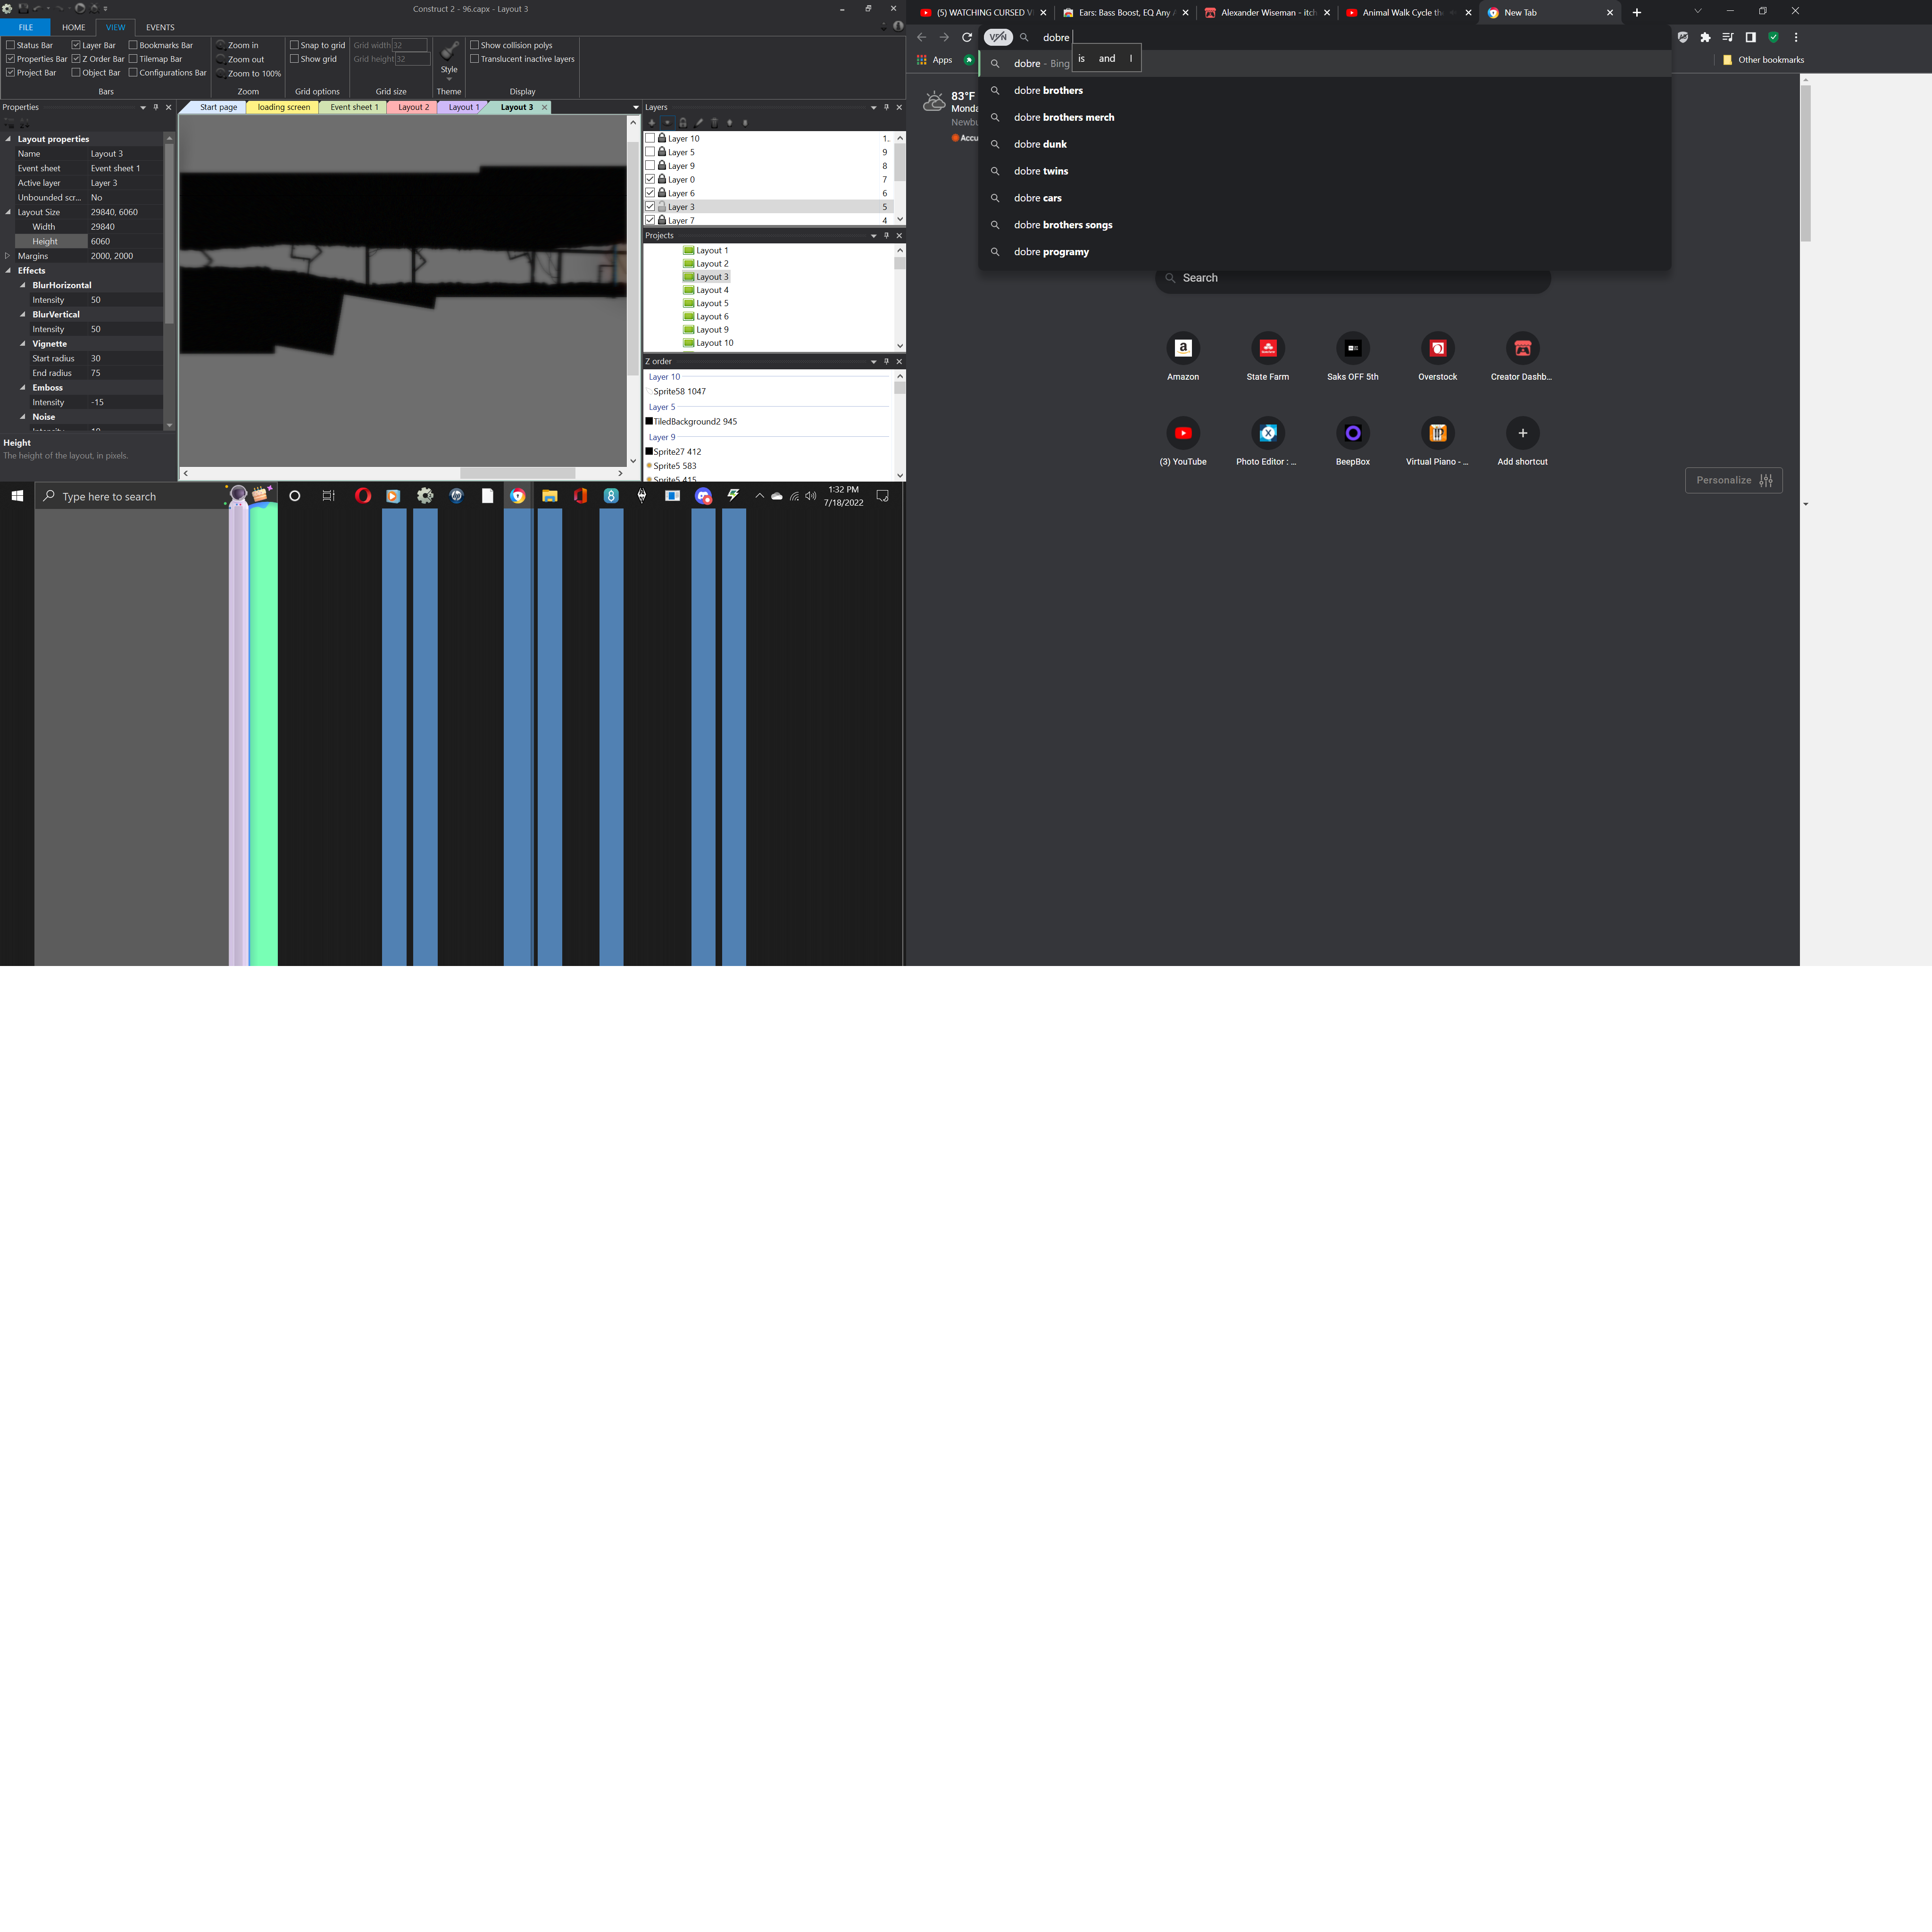 Construct 2 - 96.capx - Layout 3
FILE HOME VIEW EVENTS
Status Bar Layer Bar Bookmarks Bar
Properties Bar Z Order Bar Tilemap Bar
Project Bar Object Bar Configurations Bar
Bars
Zoom in
Zoom out
Zoom to 100%
Zoom
Snap to grid
Show grid
Grid options
Grid width 32
Grid height 32
Grid size
Style
Theme
Show collision polys
Translucent inactive layers
Display
Properties
Layout properties
Name Layout 3
Event sheet Event sheet 1
Active layer Layer 3
Unbounded scr... No
Layout Size 29840, 6060
Width 29840
Height 6060
Margins 2000, 2000
Effects
BlurHorizontal
Intensity 50
BlurVertical
Intensity 50
Vignette
Start radius 30
End radius 75
Emboss
Intensity -15
Noise
Height
The height of the layout, in pixels.
Start page loading screen Event sheet 1 Layout 2 Layout 1 Layout 3
Layers
Layer 10 1..
Layer 5 9
Layer 9 8
Layer 0 7
Layer 6 6
Layer 3 5
Layer 7 4
Projects
Layout 1
Layout 2
Layout 3
Layout 4
Layout 5
Layout 6
Layout 9
Layout 10
Z order
Layer 10
Sprite58 1047
Layer 5
TiledBackground2 945
Layer 9
Sprite27 412
Sprite5 583
Sprite5 415
Type here to search
1:32 PM
7/18/2022
(5) WATCHING CURSED V
Ears: Bass Boost, EQ Any A
Alexander Wiseman - itch
Animal Walk Cycle the
New Tab
VPN dobre
Apps
Other bookmarks
is and I
dobre - Bing
dobre brothers
dobre brothers merch
dobre dunk
dobre twins
dobre cars
dobre brothers songs
dobre programy
83°F
Monda
Newbu
Accu
Search
Amazon State Farm Saks OFF 5th Overstock Creator Dashb...
(3) YouTube Photo Editor : ... BeepBox Virtual Piano - ... Add shortcut
Personalize